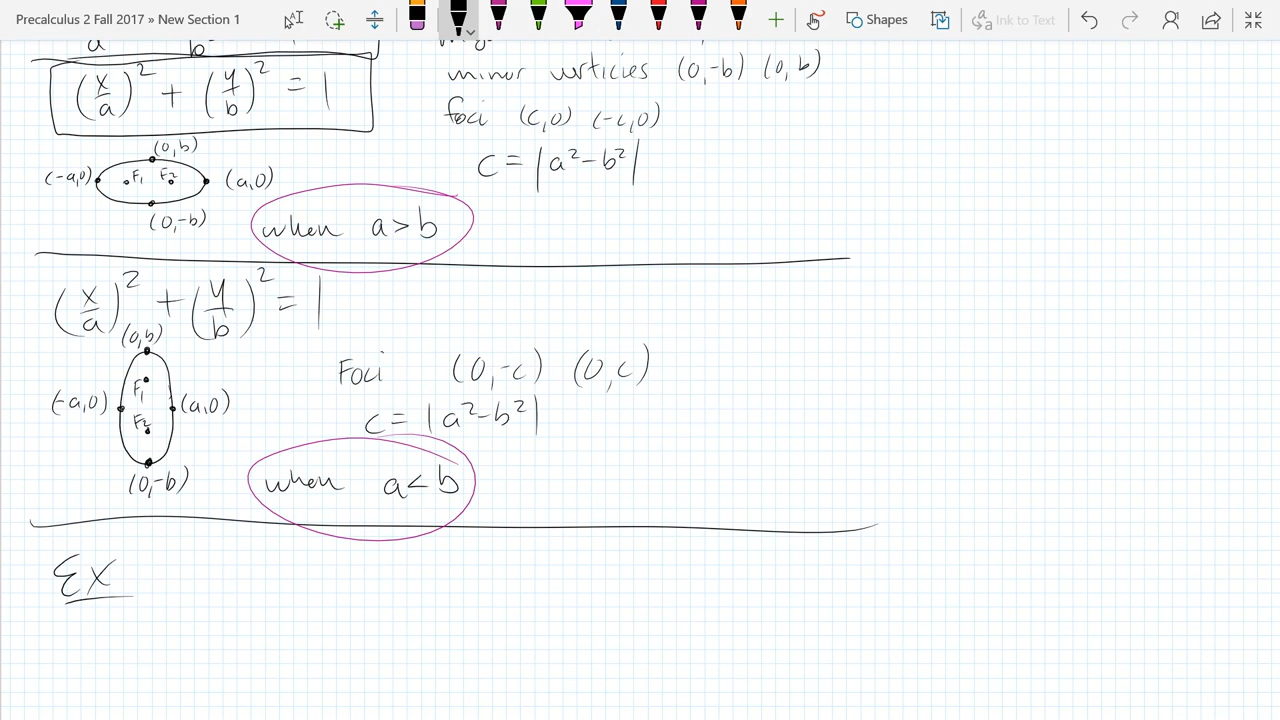 Precalculus 2 Fall 2017 » New Section 1
Shapes
Ink to Text
a b
minor verticies (0,-b) (0,b)
(x/a)² + (y/b)² = 1
foci (c,0) (-c,0)
c = |a²-b²|
(0,b)
(-a,0) F₁ F₂ (a,0)
(0,-b)
when a > b
(x/a)² + (y/b)² = 1
(0,b)
Foci (0,-c) (0,c)
F₁
(-a,0) (a,0)
c = |a²-b²|
F₂
(0,-b)
when a < b
Ex